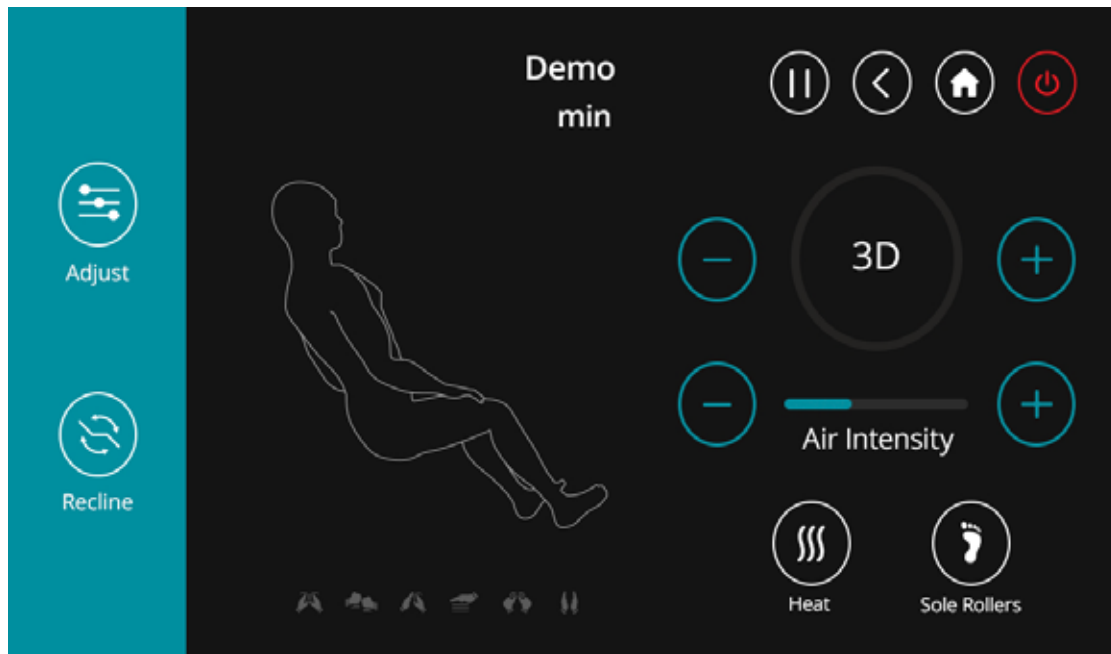 Demo
min
Adjust
3D
Air Intensity
Recline
Heat
Sole Rollers